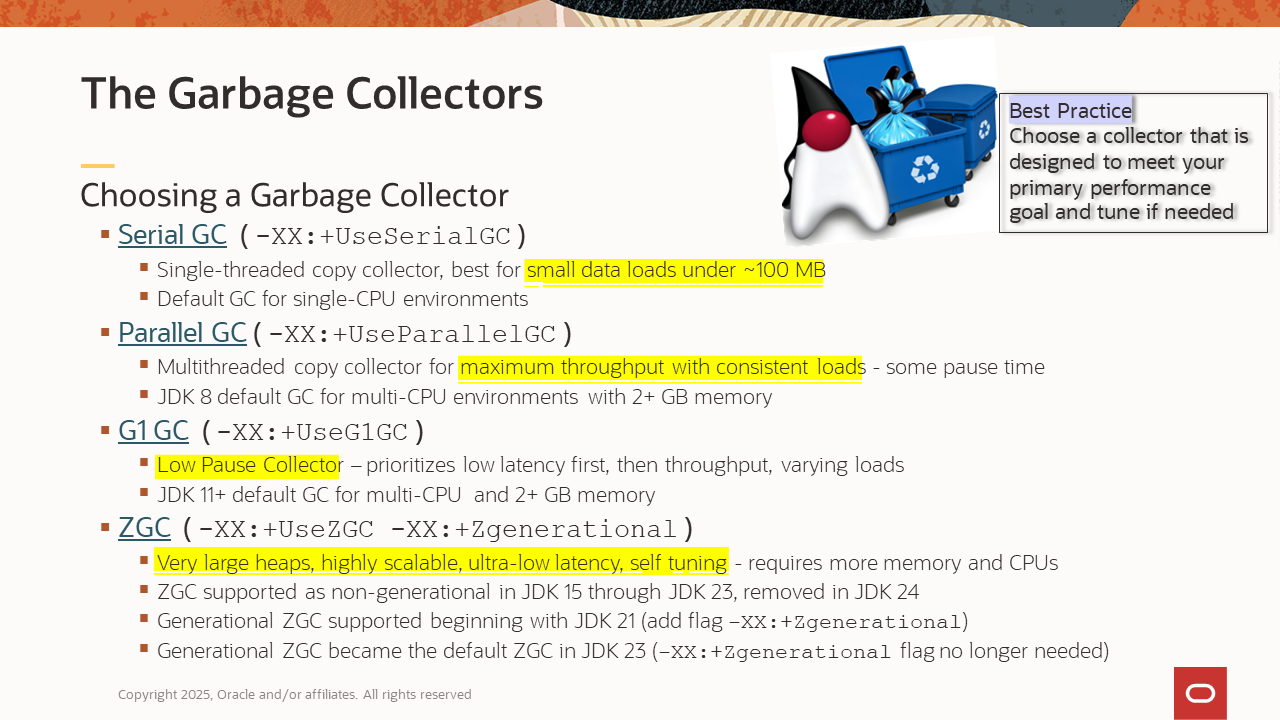 The Garbage Collectors
Best Practice
Choose a collector that is
designed to meet your
primary performance
goal and tune if needed
Choosing a Garbage Collector
Serial GC (-XX:+UseSerialGC)
Single-threaded copy collector, best for small data loads under ~100 MB
Default GC for single-CPU environments
Parallel GC (-XX:+UseParallelGC)
Multithreaded copy collector for maximum throughput with consistent loads - some pause time
JDK 8 default GC for multi-CPU environments with 2+ GB memory
G1 GC (-XX:+UseG1GC)
Low Pause Collector – prioritizes low latency first, then throughput, varying loads
JDK 11+ default GC for multi-CPU and 2+ GB memory
ZGC (-XX:+UseZGC -XX:+Zgenerational)
Very large heaps, highly scalable, ultra-low latency, self tuning - requires more memory and CPUs
ZGC supported as non-generational in JDK 15 through JDK 23, removed in JDK 24
Generational ZGC supported beginning with JDK 21 (add flag –XX:+Zgenerational)
Generational ZGC became the default ZGC in JDK 23 (–XX:+Zgenerational flag no longer needed)
Copyright 2025, Oracle and/or affiliates. All rights reserved